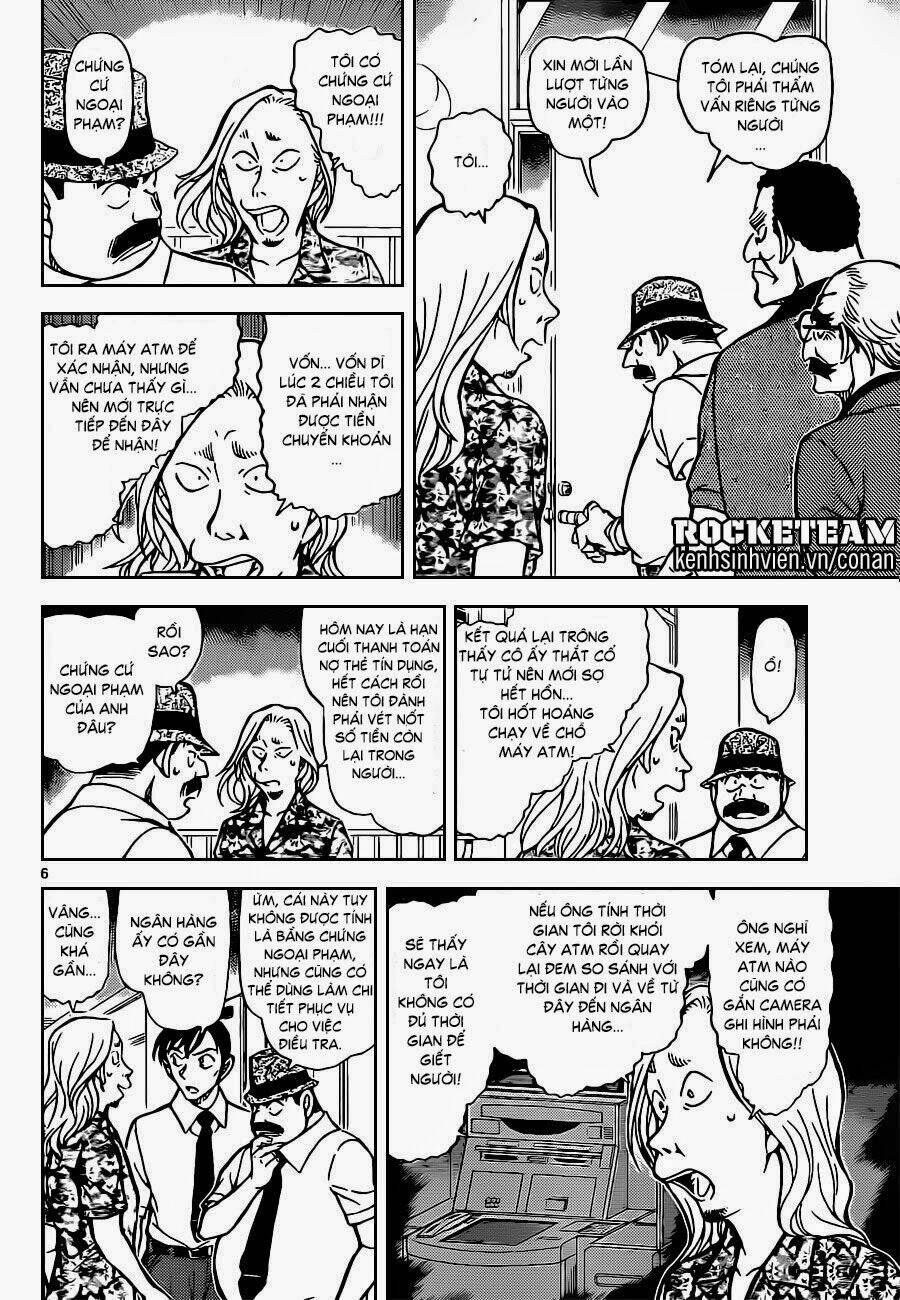 TÓM LẠI, CHÚNG
TÔI PHẢI THẨM
VẤN RIÊNG TỪNG
NGƯỜI
...
XIN MỜI LẦN
LƯỢT TỪNG
NGƯỜI VÀO
MỘT!
TÔI...
TÔI CÓ
CHỨNG CỨ
NGOẠI
PHẠM!!!
CHỨNG
CỨ
NGOẠI
PHẠM?
VỐN... VỐN DĨ
LÚC 2 CHIỀU TÔI
ĐÃ PHẢI NHẬN
ĐƯỢC TIỀN
CHUYỂN KHOẢN
...
TÔI RA MÁY ATM ĐỂ
XÁC NHẬN, NHƯNG
VẪN CHƯA THẤY GÌ...
NÊN MỚI TRỰC
TIẾP ĐẾN ĐÂY
ĐỂ NHẬN!
ROCKETEAM
kenhsinhvien.vn/conan
Ồ!
KẾT QUẢ LẠI TRÔNG
THẤY CÔ ẤY THẮT CỔ
TỰ TỬ NÊN MỚI SỢ
HẾT HỒN...
TÔI HỐT HOẢNG
CHẠY VỀ CHỖ
MÁY ATM!
HÔM NAY LÀ HẠN
CUỐI THANH TOÁN
NỢ THẺ TÍN DỤNG,
HẾT CÁCH RỒI
NÊN TÔI ĐÀNH
PHẢI VÉT NỐT
SỐ TIỀN CÒN
LẠI TRONG
NGƯỜI...
RỒI
SAO?
CHỨNG CỨ
NGOẠI PHẠM
CỦA ANH
ĐÂU?
6
ÔNG NGHĨ
XEM, MÁY
ATM NÀO
CŨNG CÓ
GẮN CAMERA
GHI HÌNH PHẢI
KHÔNG!!
NẾU ÔNG TÍNH THỜI
GIAN TÔI RỜI KHỎI
CÂY ATM RỒI QUAY
LẠI ĐEM SO SÁNH VỚI
THỜI GIAN ĐI VÀ VỀ TỪ
ĐÂY ĐẾN NGÂN
HÀNG...
SẼ THẤY
NGAY LÀ
TÔI
KHÔNG CÓ
ĐỦ THỜI
GIAN ĐỂ
GIẾT
NGƯỜI!
ỪM, CÁI NÀY TUY
KHÔNG ĐƯỢC TÍNH
LÀ BẰNG CHỨNG
NGOẠI PHẠM,
NHƯNG CŨNG CÓ
THỂ DÙNG LÀM CHI
TIẾT PHỤC VỤ
CHO VIỆC
ĐIỀU TRA.
NGÂN HÀNG
ẤY CÓ GẦN
ĐÂY
KHÔNG?
VÂNG...
CŨNG
KHÁ
GẦN...